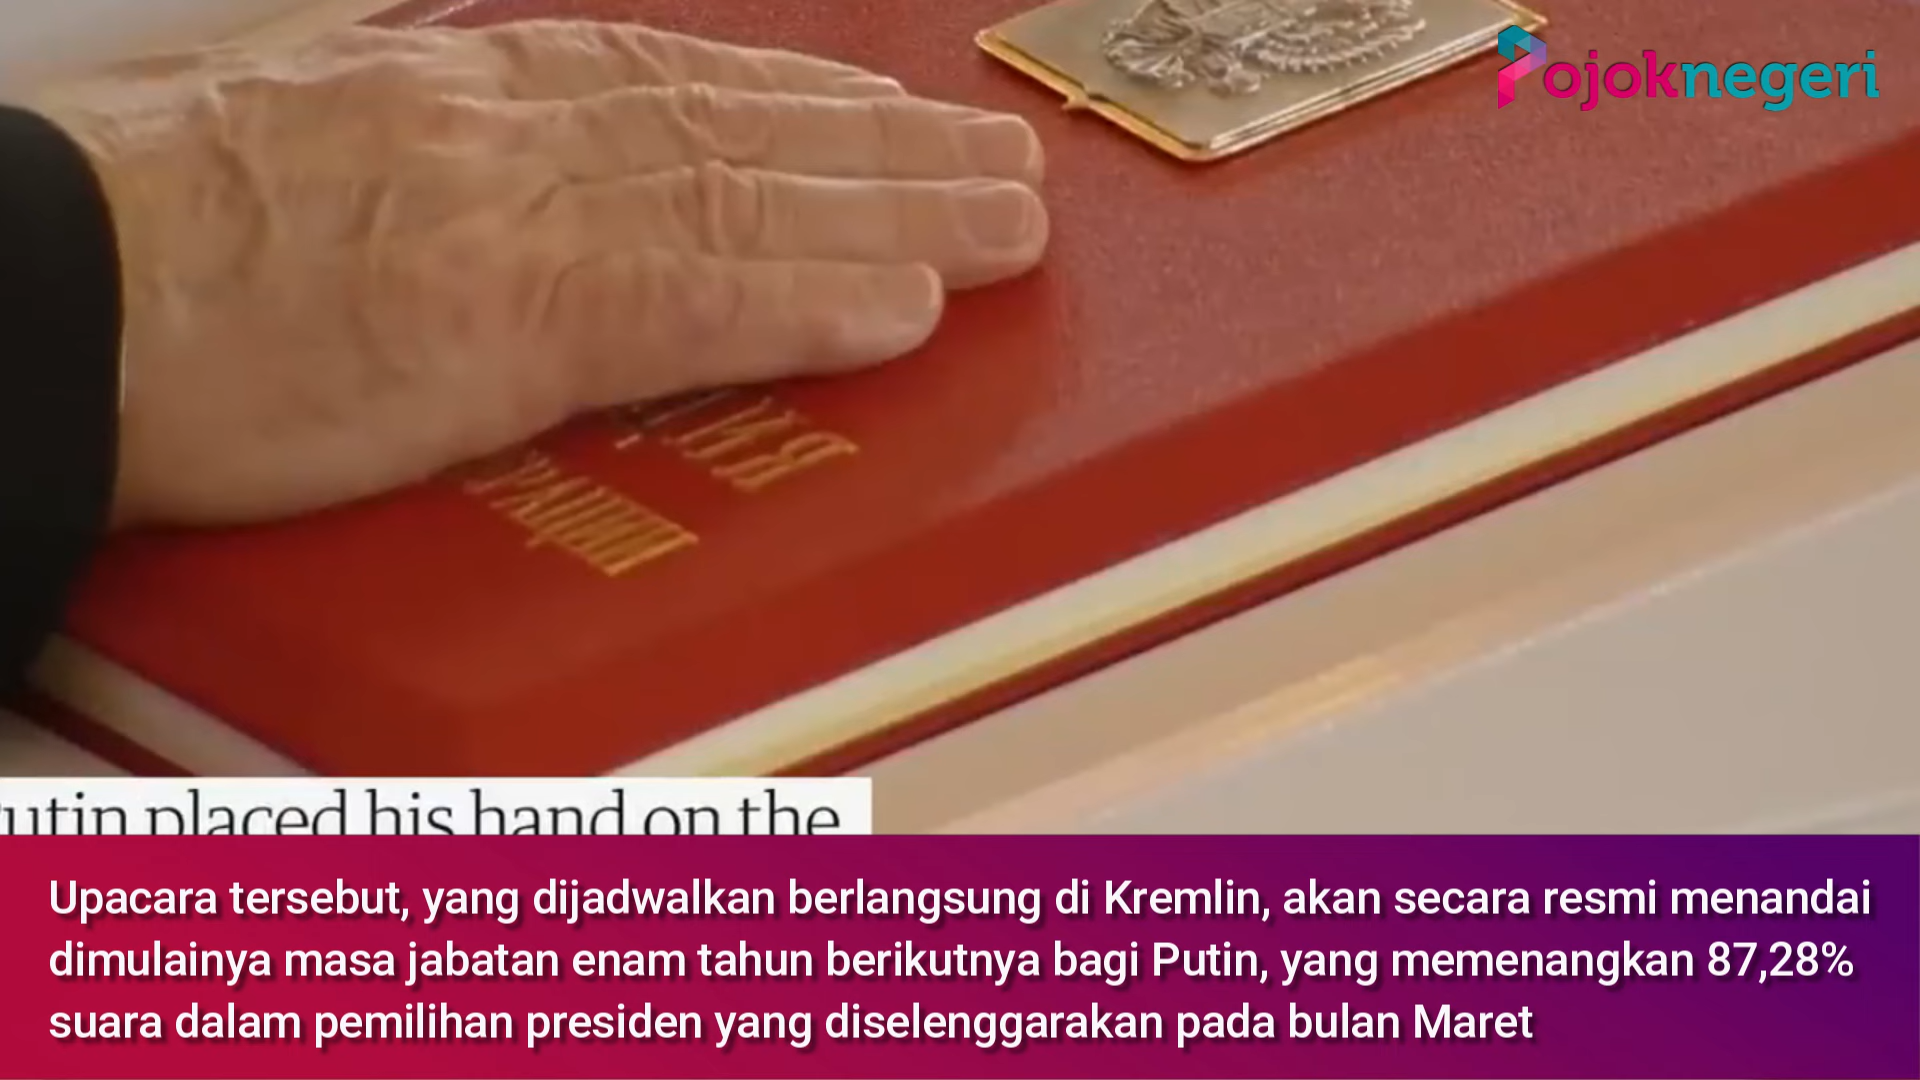 Pojoknegeri
utin placed his hand on the
Upacara tersebut, yang dijadwalkan berlangsung di Kremlin, akan secara resmi menandai
dimulainya masa jabatan enam tahun berikutnya bagi Putin, yang memenangkan 87,28%
suara dalam pemilihan presiden yang diselenggarakan pada bulan Maret